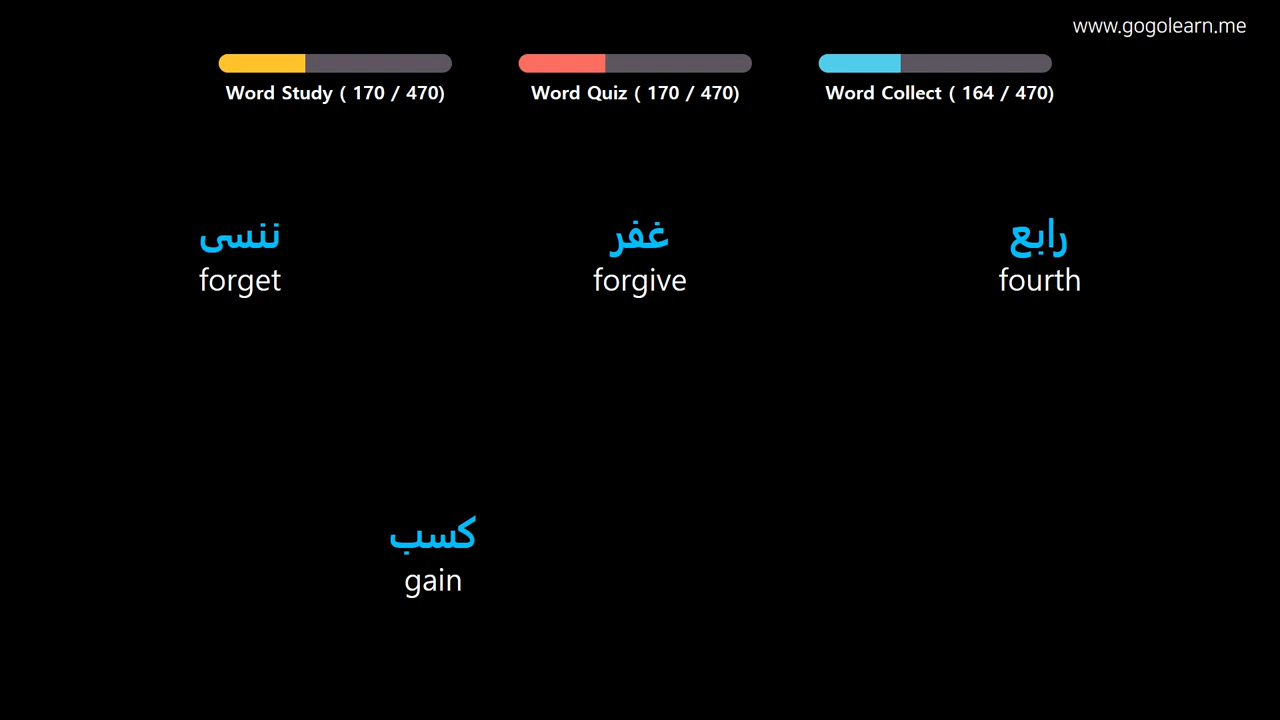 www.gogolearn.me
Word Study ( 170 / 470)
Word Quiz ( 170 / 470)
Word Collect ( 164 / 470)
ننسى
forget
غفر
forgive
رابع
fourth
كسب
gain